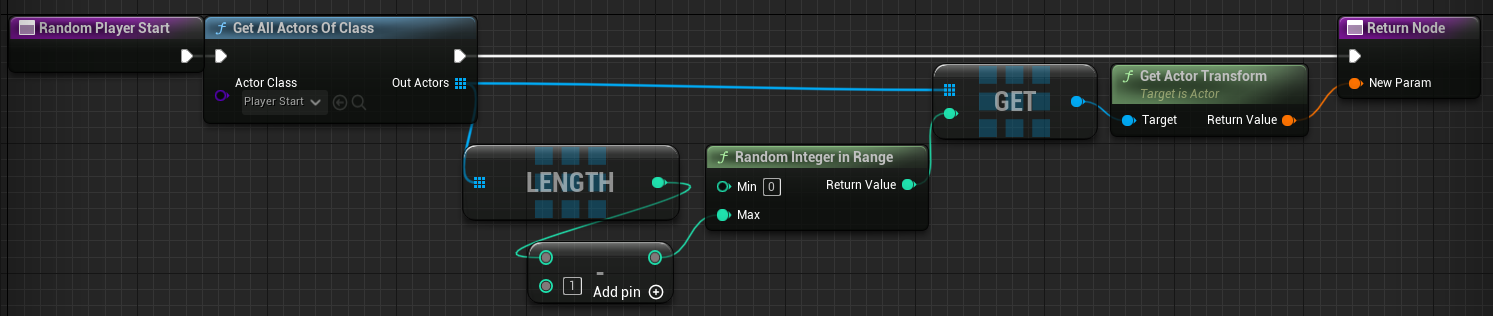 Random Player Start
Get All Actors Of Class
Return Node
Actor Class
Out Actors
Player Start
GET
Get Actor Transform
Target is Actor
New Param
Target
Return Value
LENGTH
Random Integer in Range
Min 0
Return Value
Max
-
1
Add pin